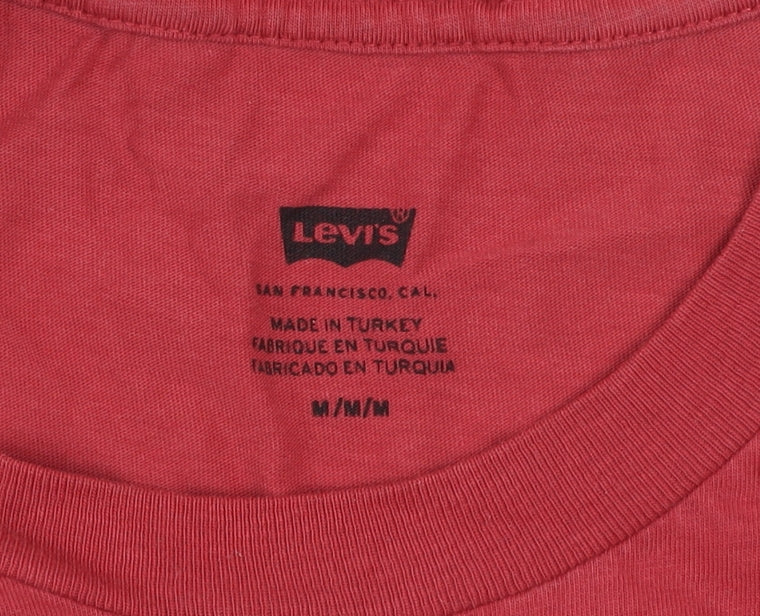 Levi's
SAN FRANCISCO, CAL.
MADE IN TURKEY
FABRIQUE EN TURQUIE
FABRICADO EN TURQUIA
M/M/M